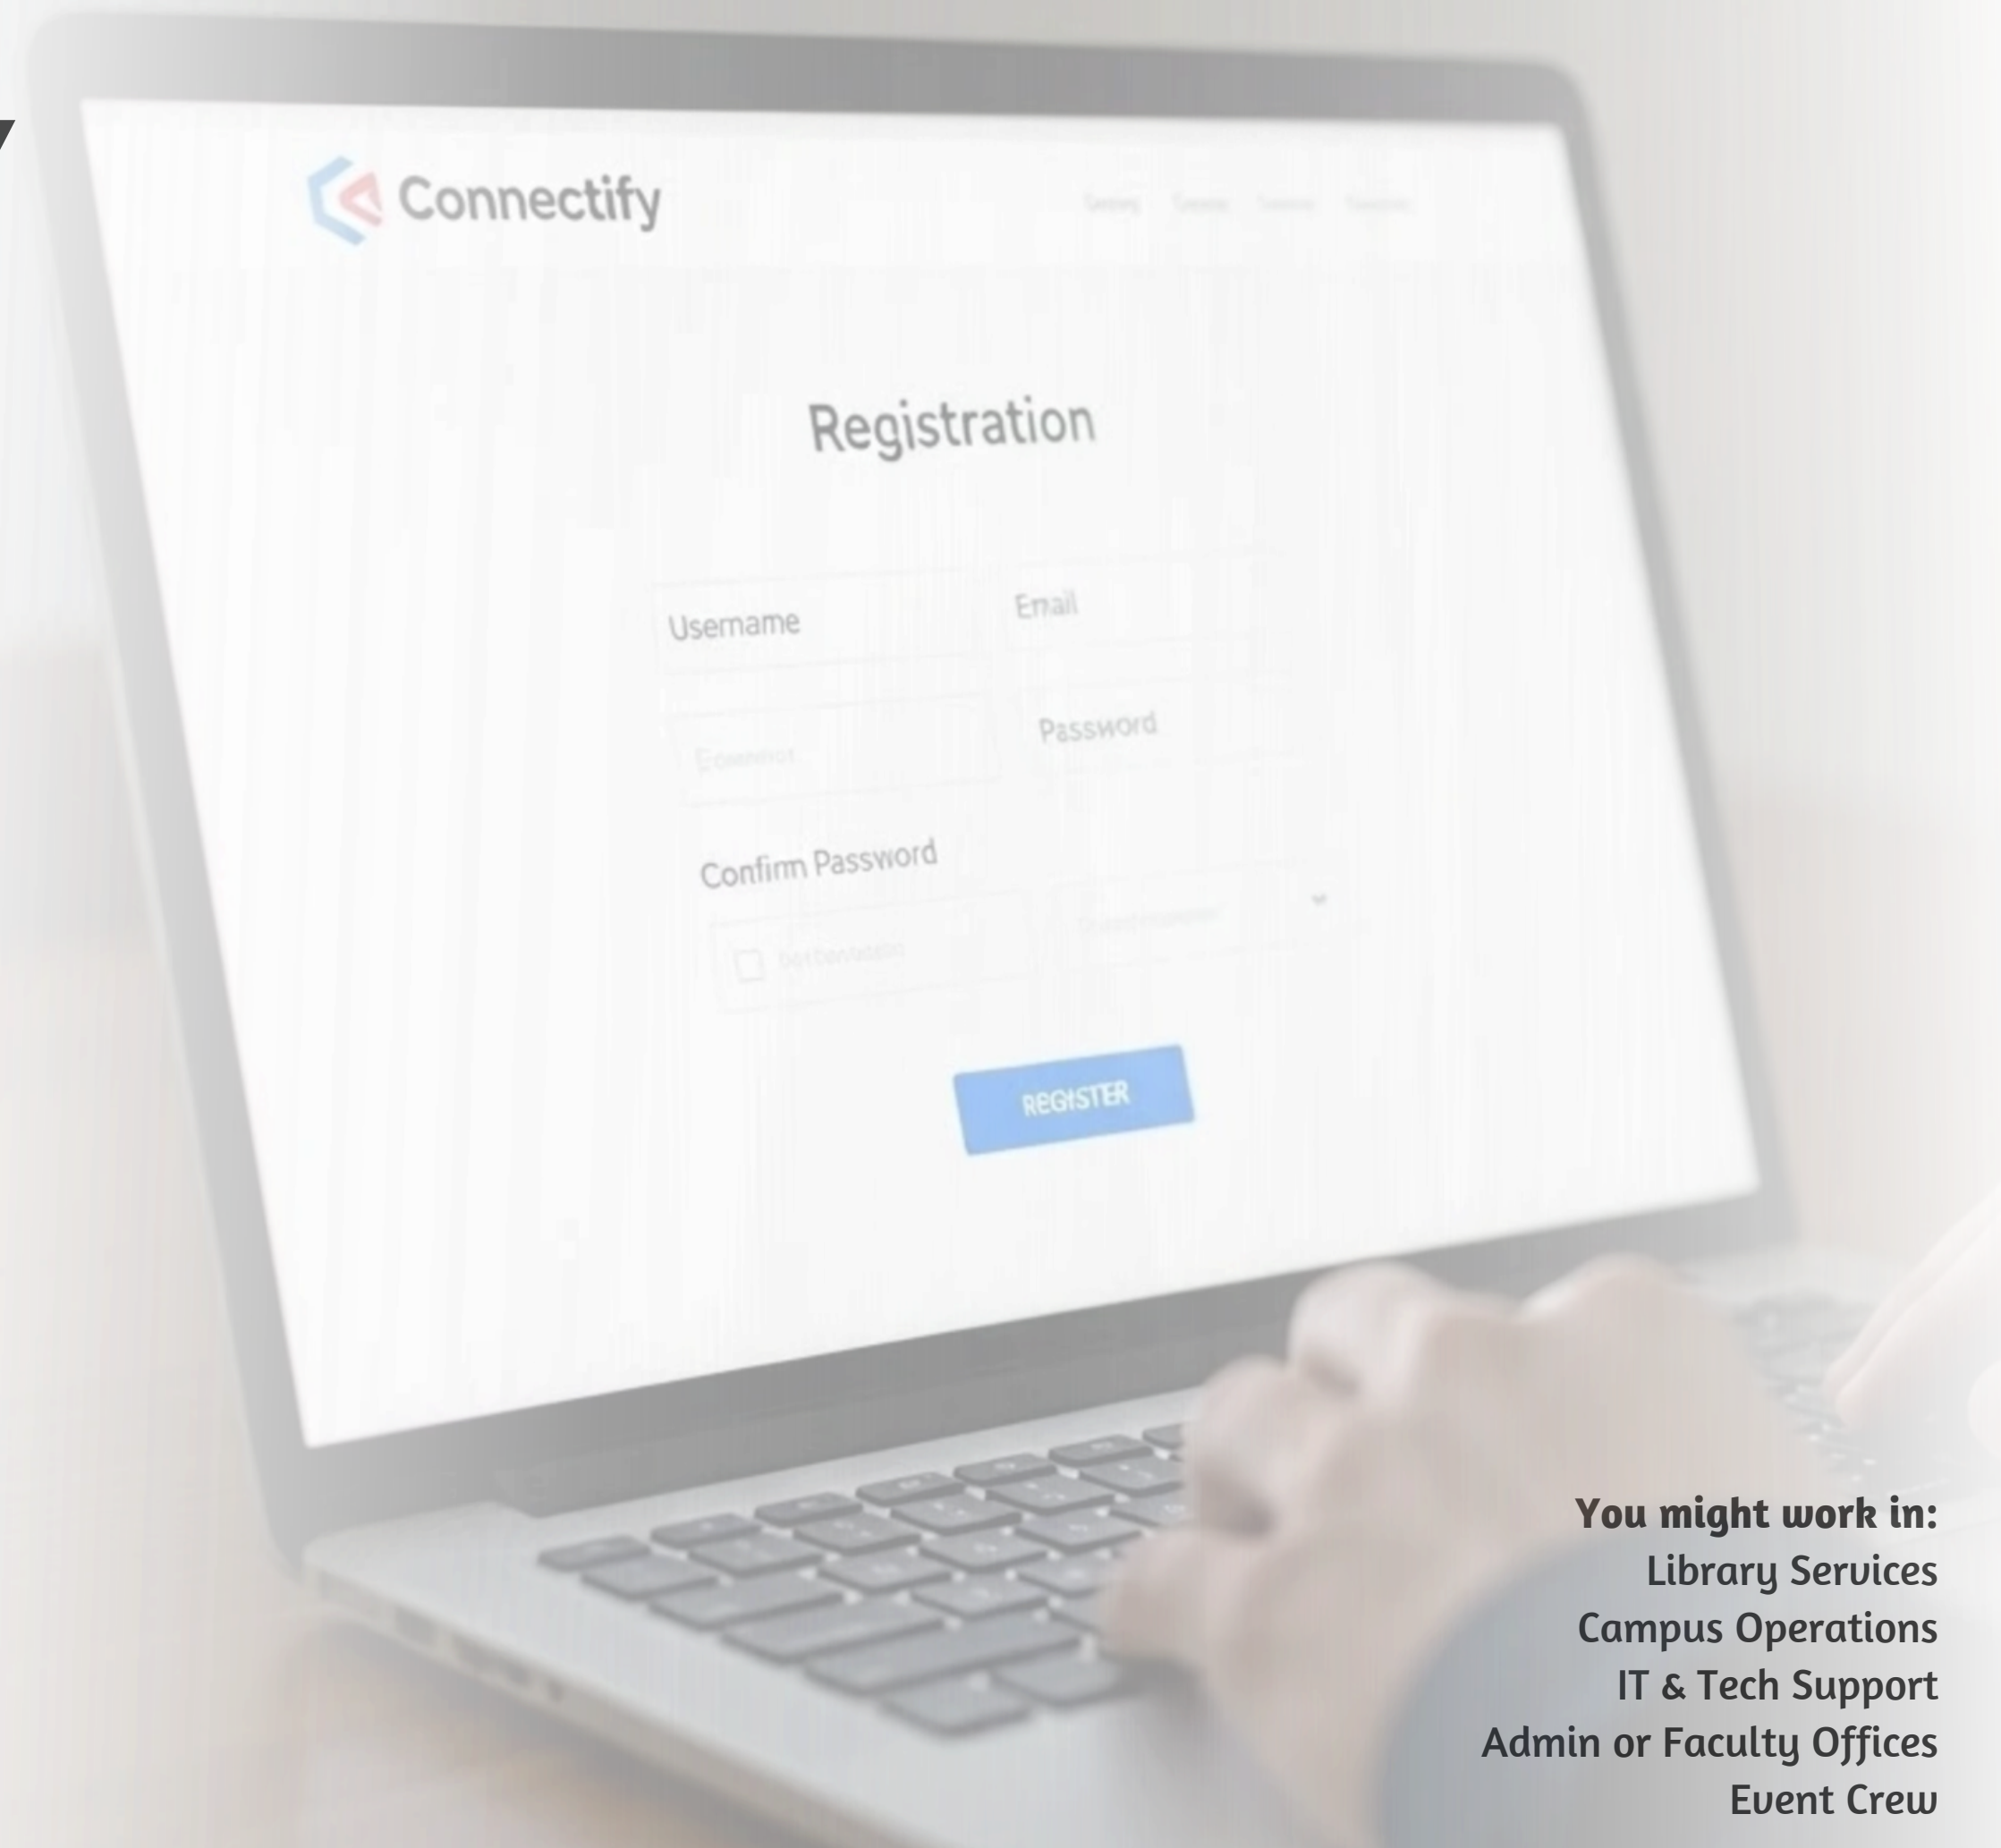 Connectify
Registration
Username
Email
Password
Confirm Password
REGISTER
You might work in:
Library Services
Campus Operations
IT & Tech Support
Admin or Faculty Offices
Event Crew